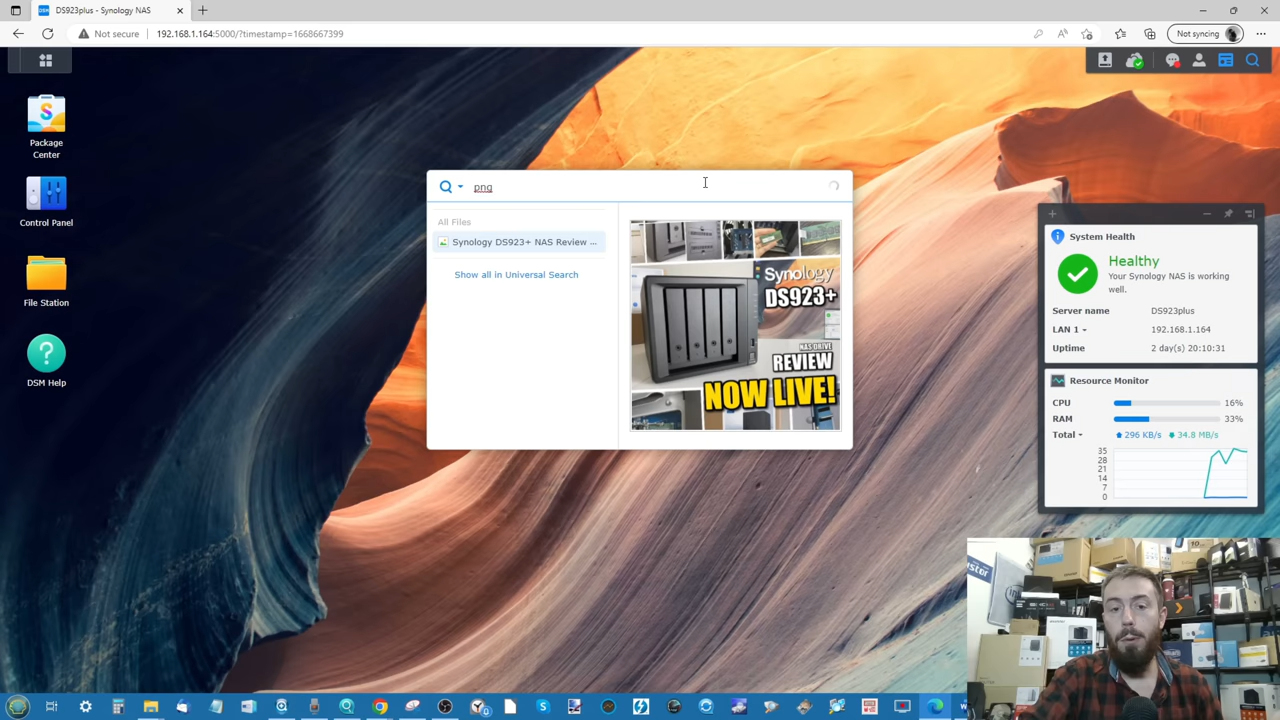 DS923plus - Synology NAS
Not secure
192.168.1.164:5000/?timestamp=1668667399
Not syncing
Package
Center
Control Panel
File Station
DSM Help
png
All Files
Synology DS923+ NAS Review ...
Show all in Universal Search
Synology
DS923+
NAS DRIVE
REVIEW
NOW LIVE!
System Health
Healthy
Your Synology NAS is working
well.
Server name DS923plus
LAN 1 192.168.1.164
Uptime 2 day(s) 20:10:31
Resource Monitor
CPU 16%
RAM 33%
Total 296 KB/s 34.8 MB/s
35
28
21
14
7
0